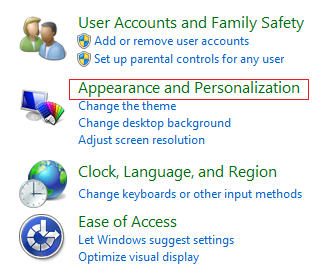 User Accounts and Family Safety
Add or remove user accounts
Set up parental controls for any user
Appearance and Personalization
Change the theme
Change desktop background
Adjust screen resolution
Clock, Language, and Region
Change keyboards or other input methods
Ease of Access
Let Windows suggest settings
Optimize visual display